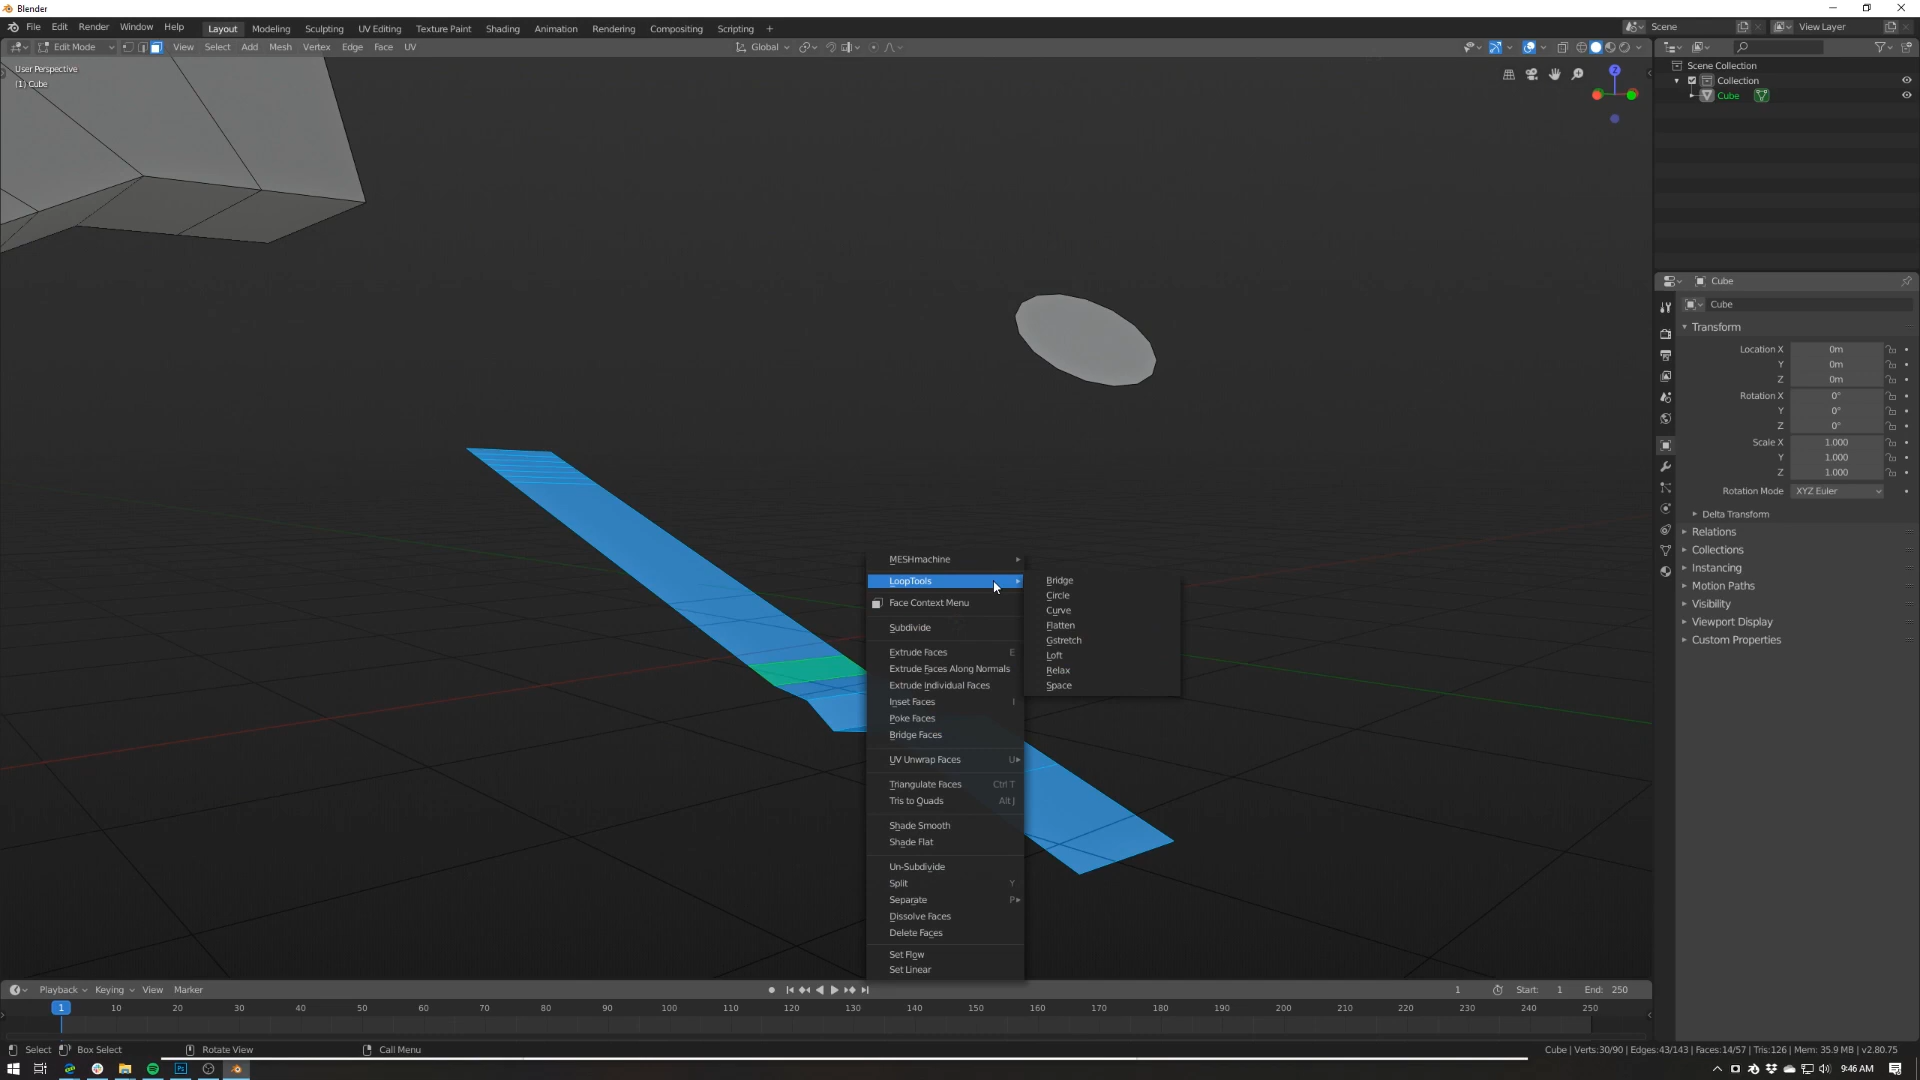 Blender
File Edit Render Window Help Layout Modeling Sculpting UV Editing Texture Paint Shading Animation Rendering Compositing Scripting + Scene View Layer
Edit Mode View Select Add Mesh Vertex Edge Face UV Global
User Perspective
(1) Cube
Z
Scene Collection
Collection
Cube
Cube
Cube
Transform
Location X 0m
Y 0m
Z 0m
Rotation X 0°
Y 0°
Z 0°
Scale X 1.000
Y 1.000
Z 1.000
Rotation Mode XYZ Euler
Delta Transform
Relations
Collections
Instancing
Motion Paths
Visibility
Viewport Display
Custom Properties
MESHmachine
LoopTools
Face Context Menu
Subdivide
Extrude Faces E
Extrude Faces Along Normals
Extrude Individual Faces
Inset Faces I
Poke Faces
Bridge Faces
UV Unwrap Faces U
Triangulate Faces Ctrl T
Tris to Quads Alt J
Shade Smooth
Shade Flat
Un-Subdivide
Split Y
Separate P
Dissolve Faces
Delete Faces
Set Flow
Set Linear
Bridge
Circle
Curve
Flatten
Gstretch
Loft
Relax
Space
Playback Keying View Marker 1 Start: 1 End: 250
1 10 20 30 40 50 60 70 80 90 100 110 120 130 140 150 160 170 180 190 200 210 220 230 240 250
Select Box Select Rotate View Call Menu Cube | Verts:30/90 | Edges:43/143 | Faces:14/57 | Tris:126 | Mem: 35.9 MB | v2.80.75
Ps 9:46 AM